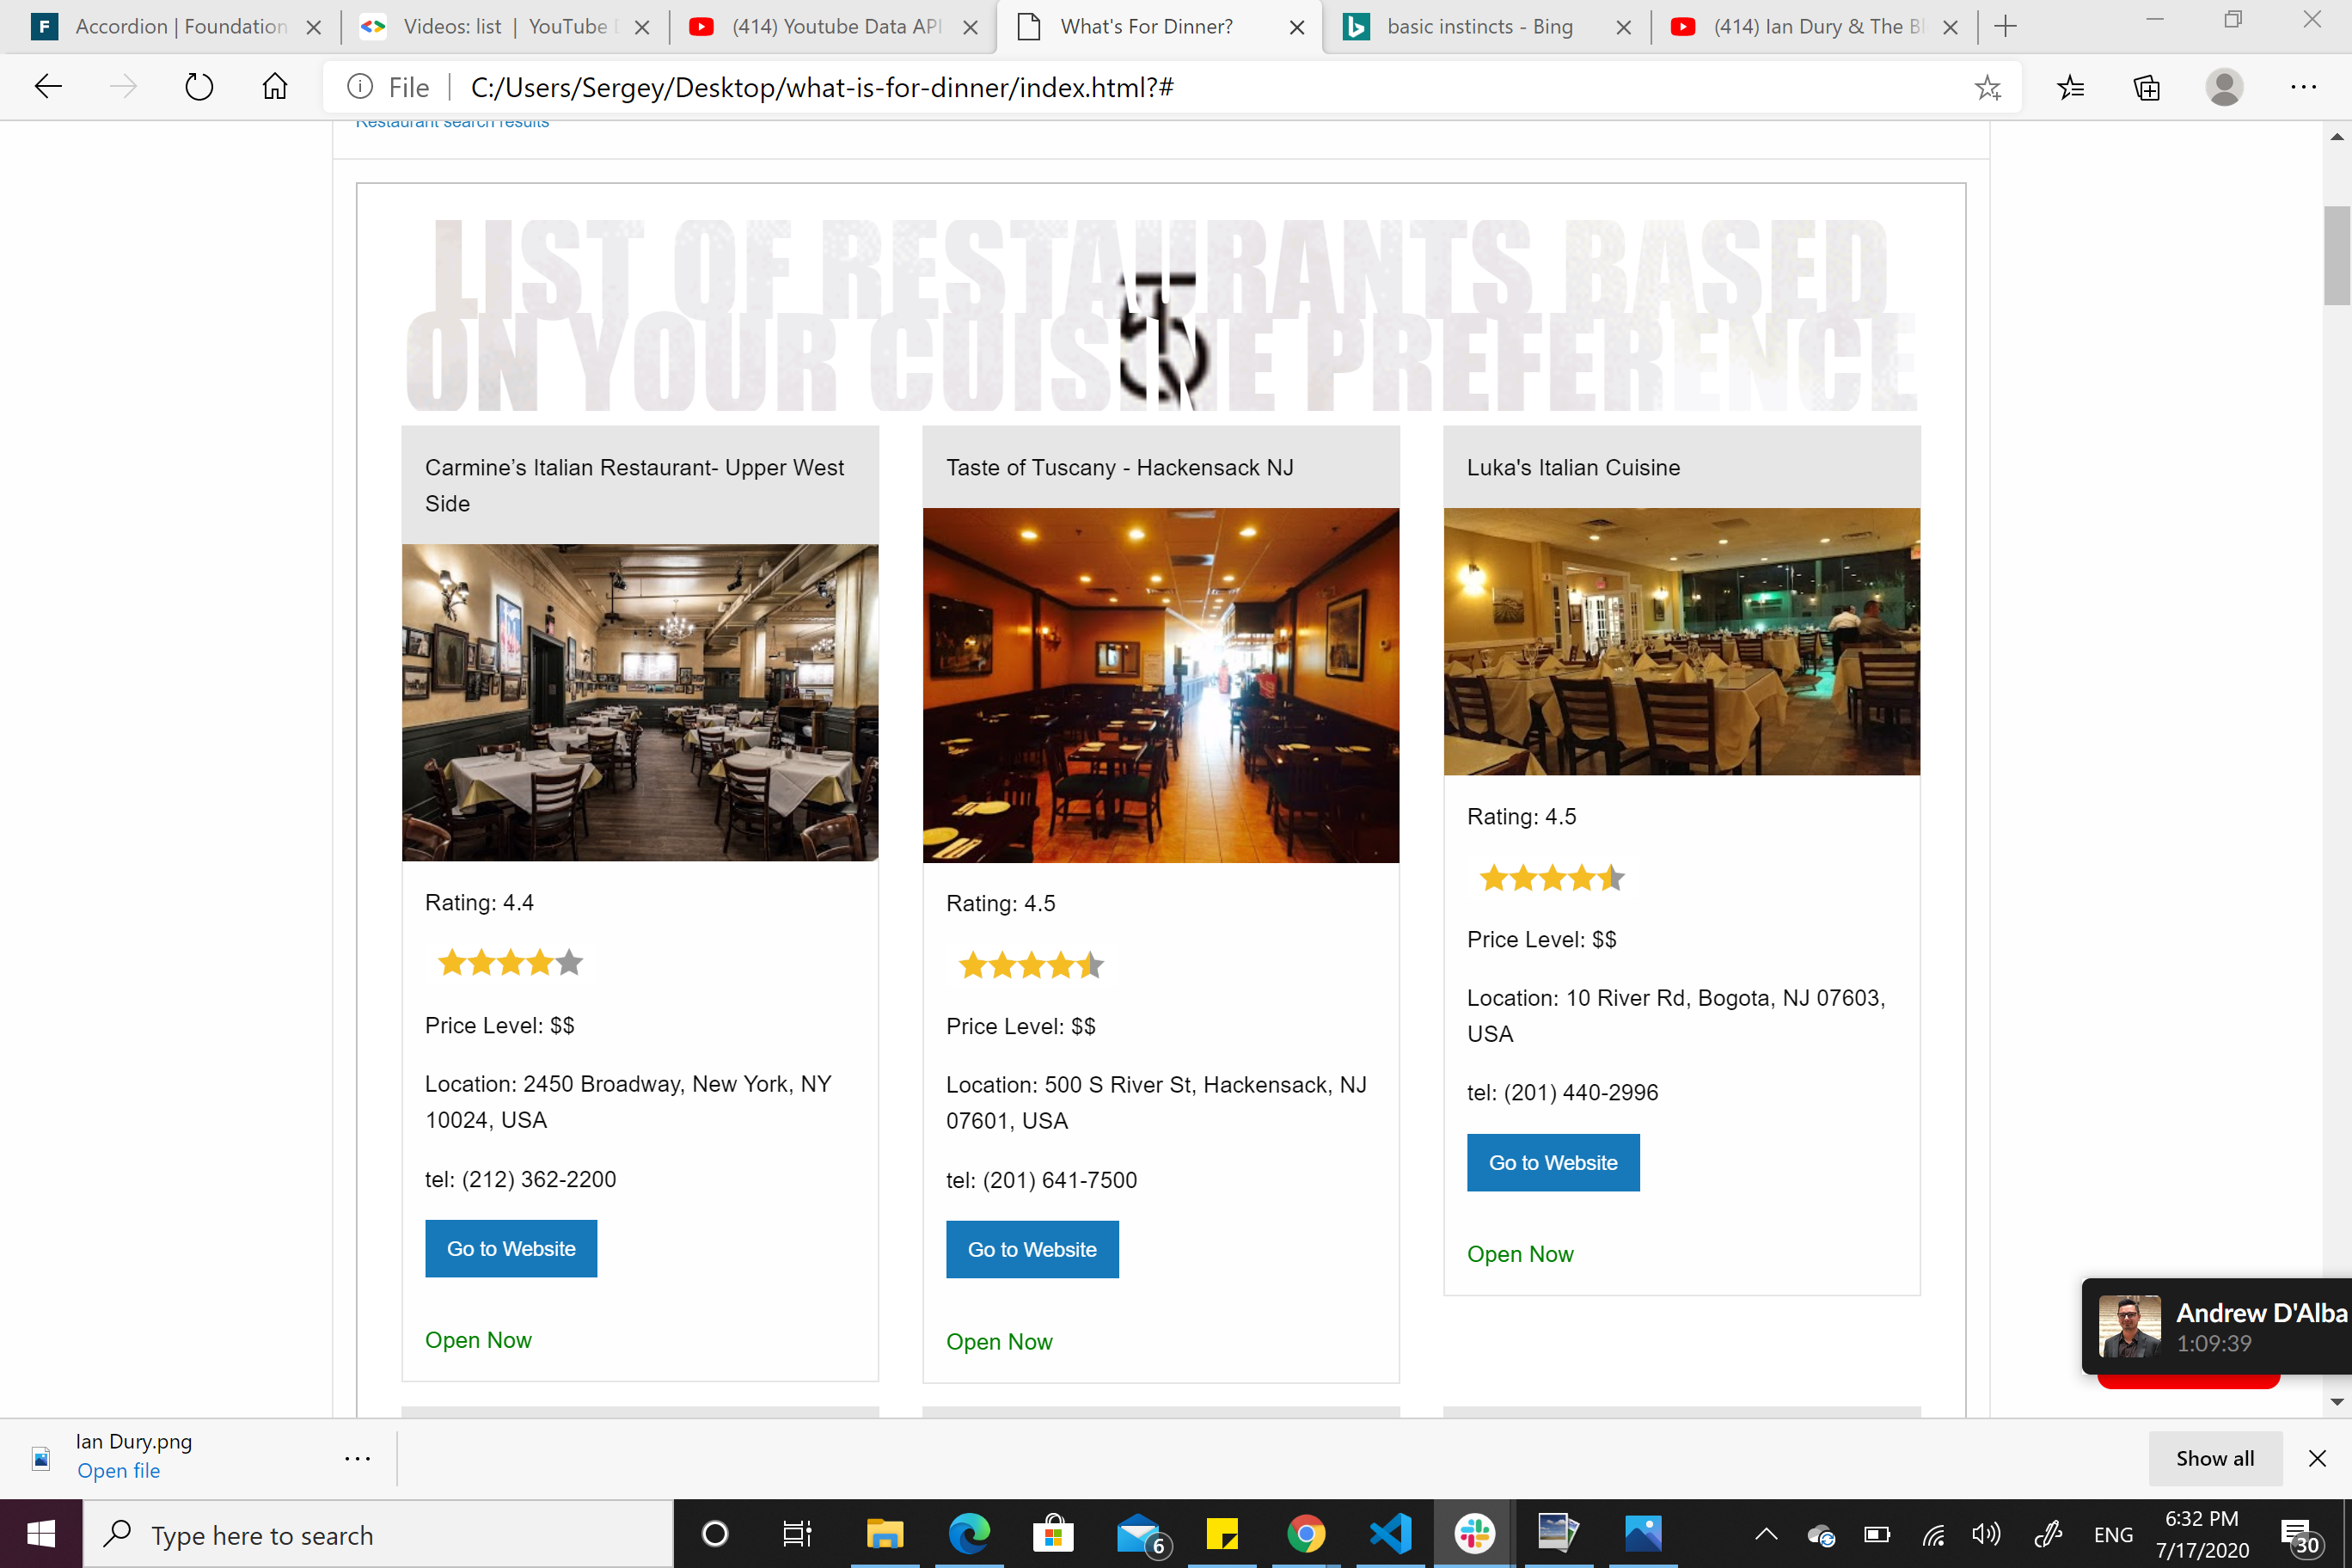 Accordion | Foundation
Videos: list | YouTube
(414) Youtube Data API
What's For Dinner?
basic instincts - Bing
(414) Ian Dury & The Bl
File
C:/Users/Sergey/Desktop/what-is-for-dinner/index.html?#
Restaurant search results
LIST OF RESTAURANTS BASED
ON YOUR CUISINE PREFERENCE
Carmine’s Italian Restaurant- Upper West
Side
Rating: 4.4
Price Level: $$
Location: 2450 Broadway, New York, NY
10024, USA
tel: (212) 362-2200
Go to Website
Open Now
Taste of Tuscany - Hackensack NJ
Rating: 4.5
Price Level: $$
Location: 500 S River St, Hackensack, NJ
07601, USA
tel: (201) 641-7500
Go to Website
Open Now
Luka's Italian Cuisine
Rating: 4.5
Price Level: $$
Location: 10 River Rd, Bogota, NJ 07603,
USA
tel: (201) 440-2996
Go to Website
Open Now
Andrew D'Alba
1:09:39
Ian Dury.png
Open file
Show all
Type here to search
6
ENG
6:32 PM
7/17/2020
30